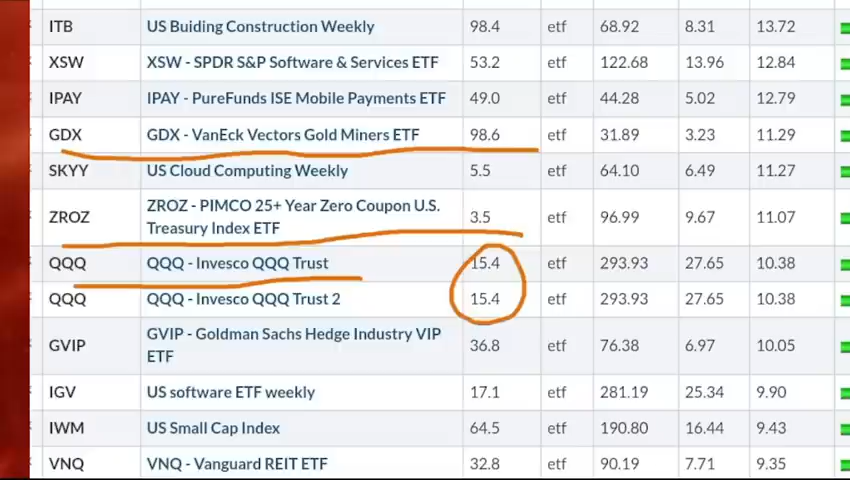 ITB US Buiding Construction Weekly 98.4 etf 68.92 8.31 13.72
XSW XSW - SPDR S&P Software & Services ETF 53.2 etf 122.68 13.96 12.84
IPAY IPAY - PureFunds ISE Mobile Payments ETF 49.0 etf 44.28 5.02 12.79
GDX GDX - VanEck Vectors Gold Miners ETF 98.6 etf 31.89 3.23 11.29
SKYY US Cloud Computing Weekly 5.5 etf 64.10 6.49 11.27
ZROZ ZROZ - PIMCO 25+ Year Zero Coupon U.S.
Treasury Index ETF 3.5 etf 96.99 9.67 11.07
QQQ QQQ - Invesco QQQ Trust 15.4 etf 293.93 27.65 10.38
QQQ QQQ - Invesco QQQ Trust 2 15.4 etf 293.93 27.65 10.38
GVIP GVIP - Goldman Sachs Hedge Industry VIP
ETF 36.8 etf 76.38 6.97 10.05
IGV US software ETF weekly 17.1 etf 281.19 25.34 9.90
IWM US Small Cap Index 64.5 etf 190.80 16.44 9.43
VNQ VNQ - Vanguard REIT ETF 32.8 etf 90.19 7.71 9.35